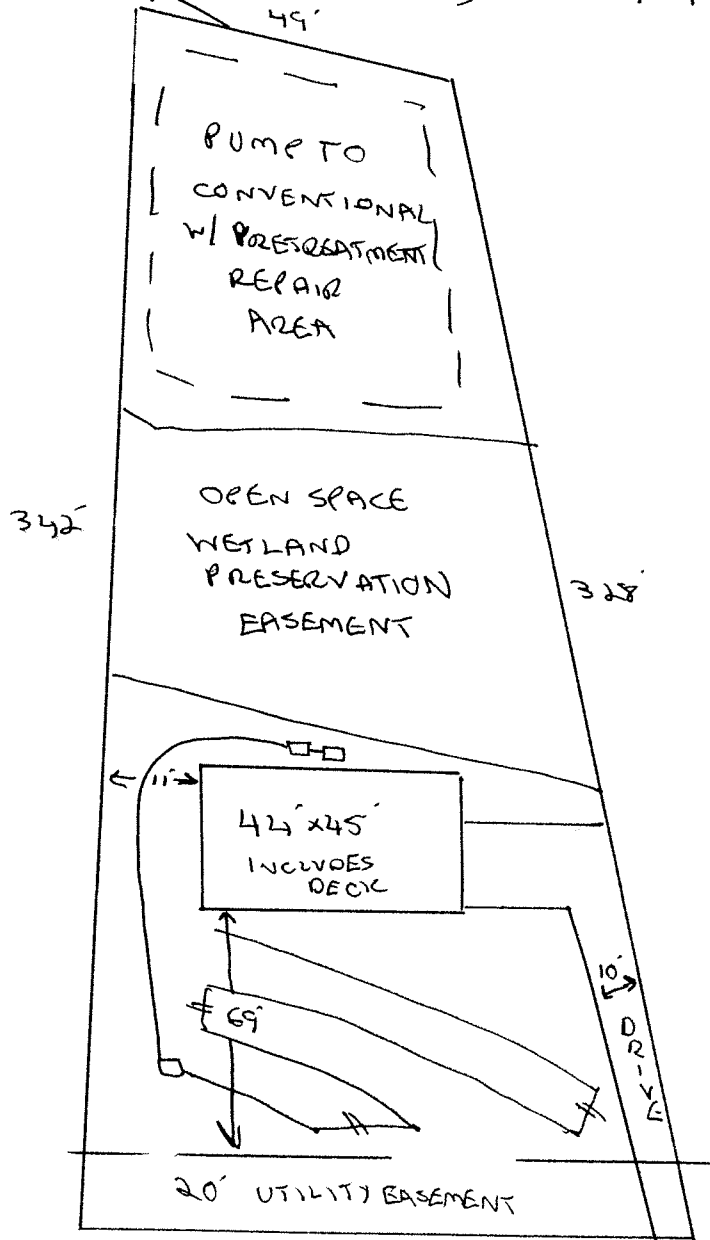 49'
PUMP TO
CONVENTIONAL
W/ PRETREATMENT
REPAIR
AREA
342'
OPEN SPACE
WETLAND
PRESERVATION
EASEMENT
328'
11'
42' x45'
INCLUDES
DECK
69'
10'
DRIVE
20' UTILITY EASEMENT